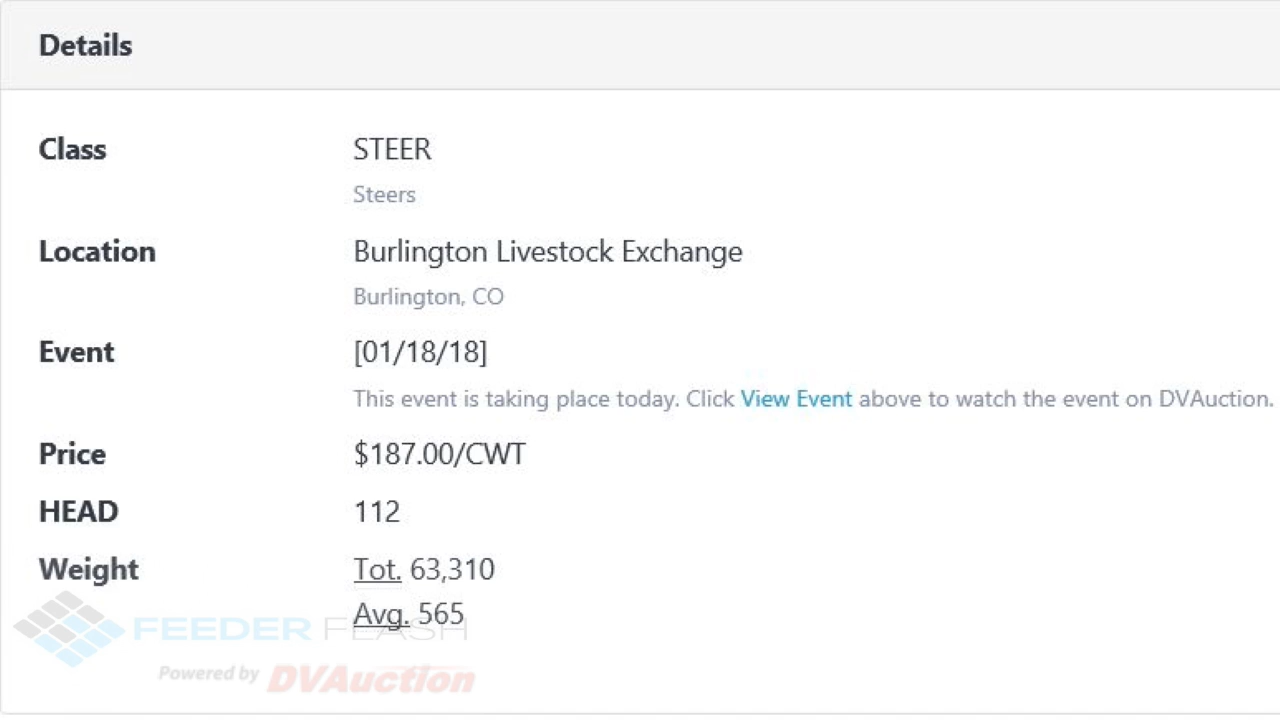 Details
Class
STEER
Steers
Location
Burlington Livestock Exchange
Burlington, CO
Event
[01/18/18]
This event is taking place today. Click View Event above to watch the event on DVAuction.
Price
$187.00/CWT
HEAD
112
Weight
Tot. 63,310
Avg. 565
FEEDER FLASH
Powered by DVAuction